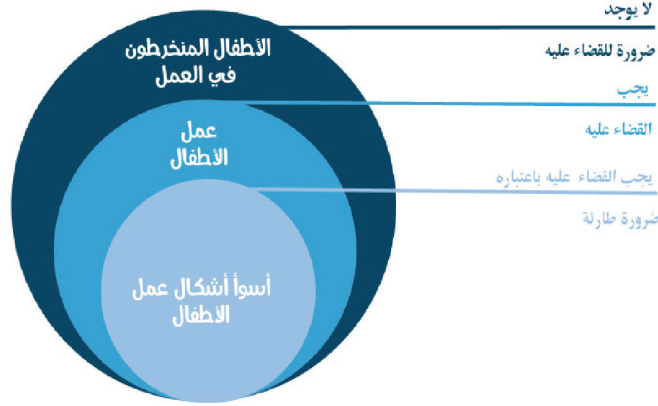 الأطفال المنخرطون
في العمل
عمل
الأطفال
أسوأ أشكال عمل
الأطفال
لا يوجد
ضرورة للقضاء عليه
يجب
القضاء عليه
يجب القضاء عليه باعتباره
ضرورة طارئة